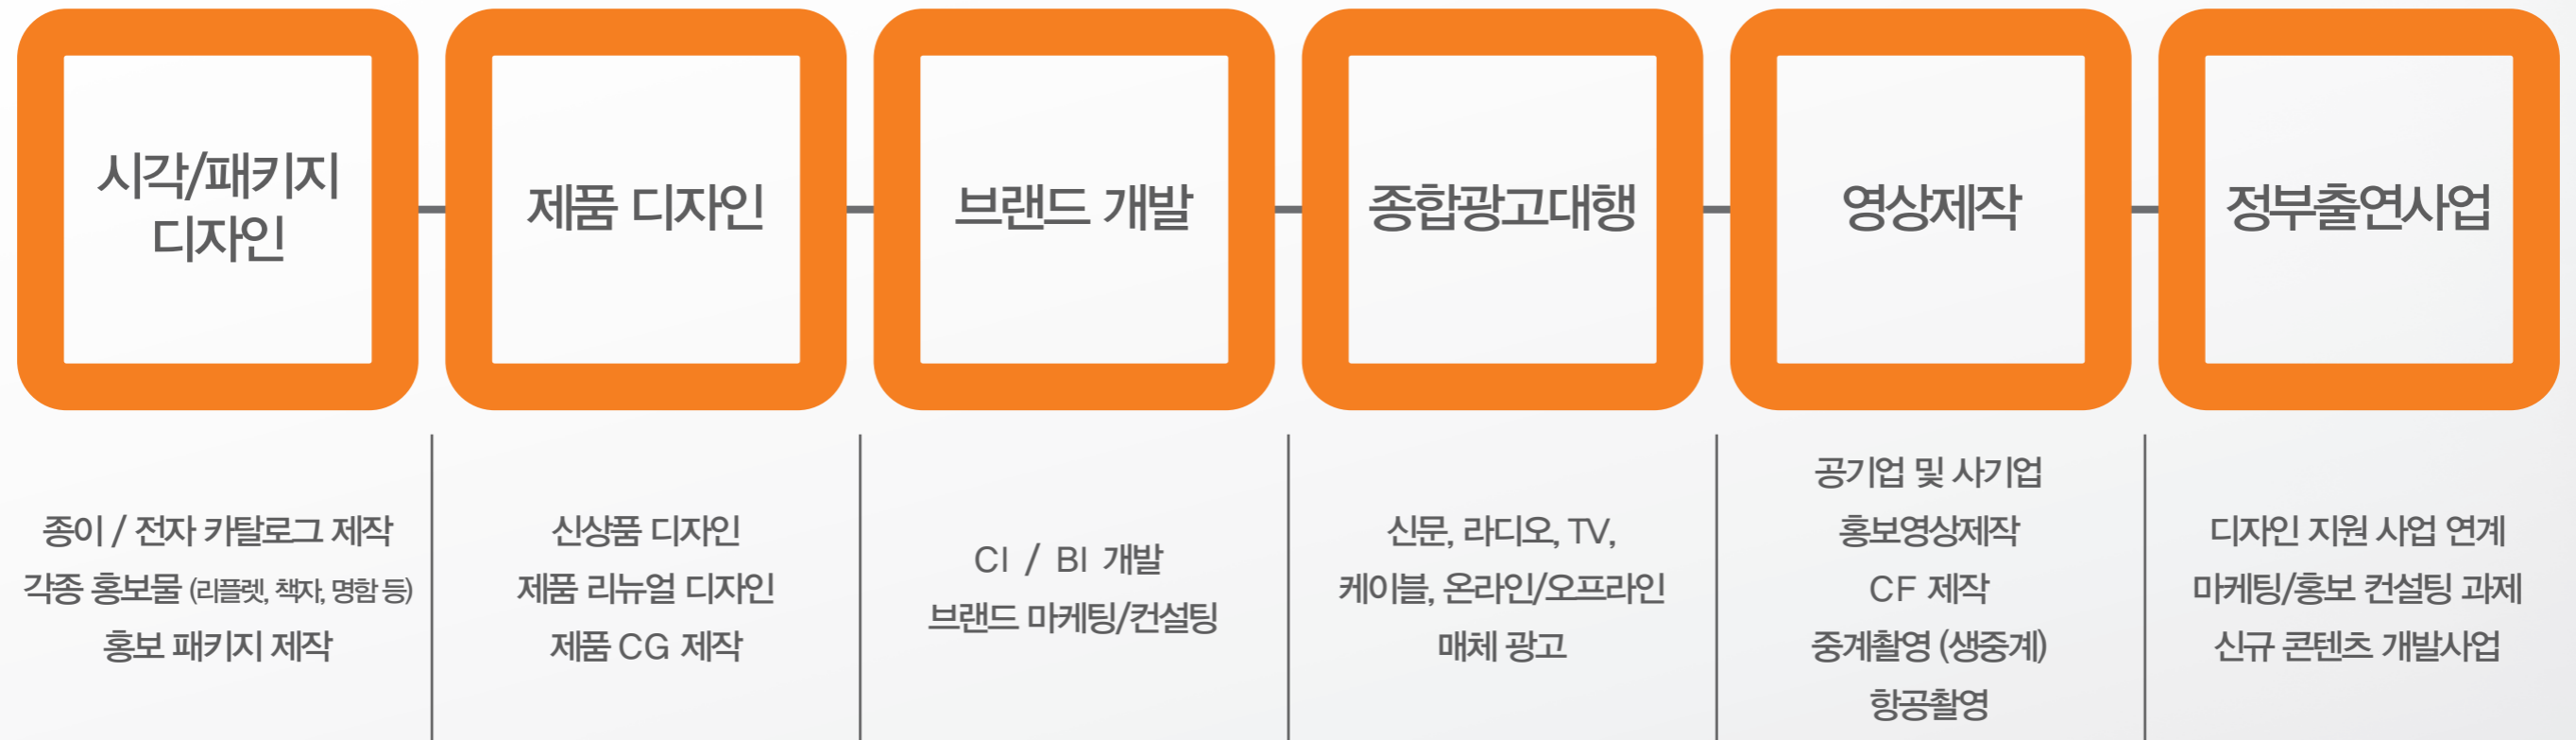 시각/패키지
디자인
제품 디자인
브랜드 개발
종합광고대행
영상제작
정부출연사업
종이 / 전자 카탈로그 제작
각종 홍보물 (리플렛, 책자, 명함 등)
홍보 패키지 제작
신상품 디자인
제품 리뉴얼 디자인
제품 CG 제작
CI / BI 개발
브랜드 마케팅/컨설팅
신문, 라디오, TV,
케이블, 온라인/오프라인
매체 광고
공기업 및 사기업
홍보영상제작
CF 제작
중계촬영 (생중계)
항공촬영
디자인 지원 사업 연계
마케팅/홍보 컨설팅 과제
신규 콘텐츠 개발사업